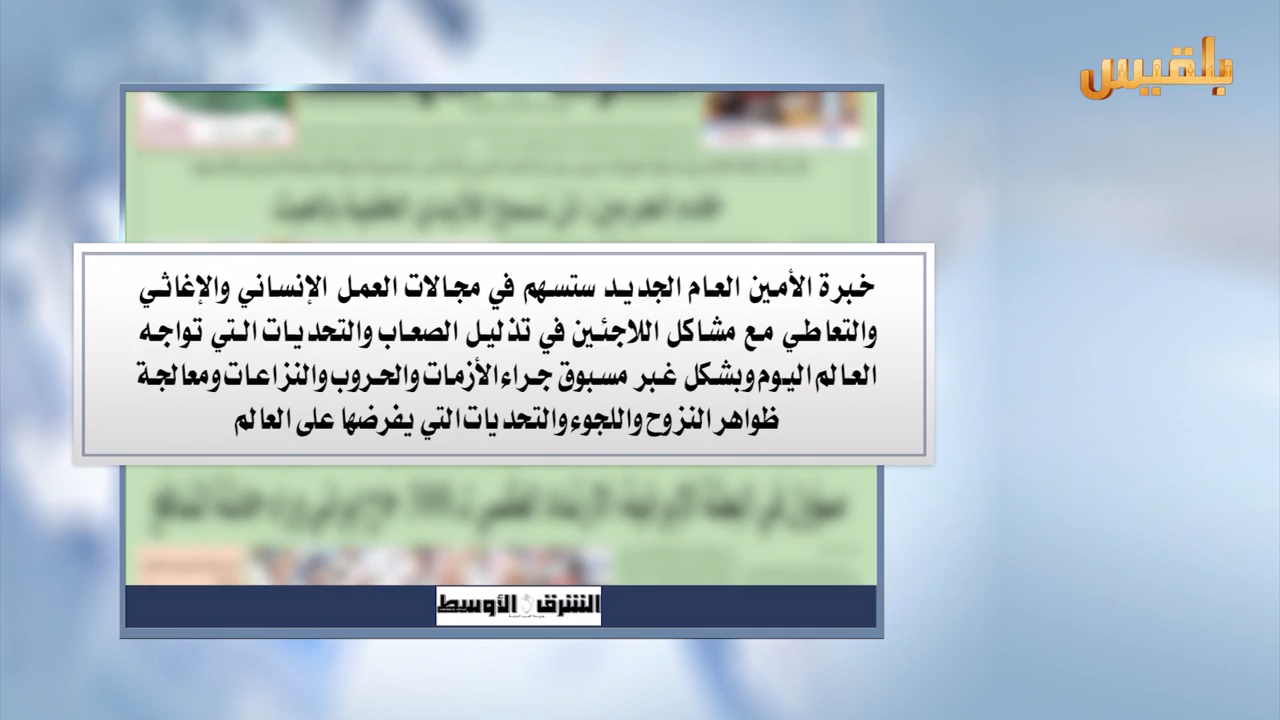 بلقيس
خبرة الأمين العام الجديد ستسهم في مجالات العمل الإنساني والإغاثي
والتعاطي مع مشاكل اللاجئين في تذليل الصعاب والتحديات التي تواجه
العالم اليوم وبشكل غبر مسبوق جراء الأزمات والحروب والنزاعات ومعالجة
ظواهر النزوح واللجوء والتحديات التي يفرضها على العالم
الشرق الأوسط